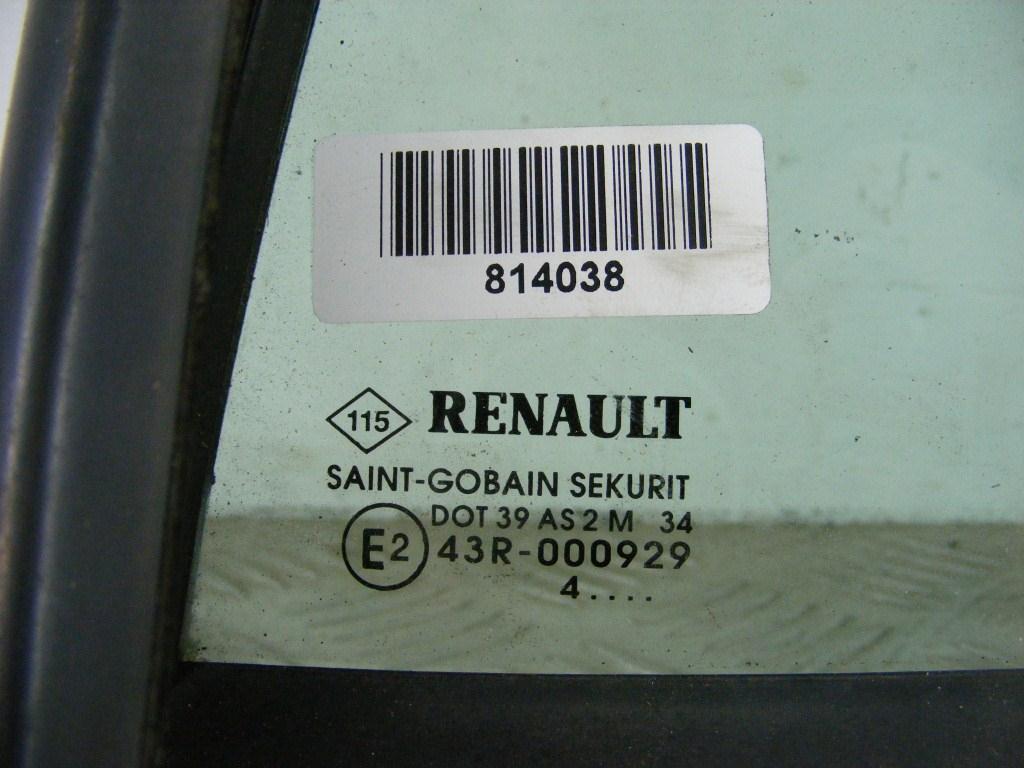 814038
115 RENAULT
SAINT-GOBAIN SEKURIT
DOT 39 AS 2 M 34
E2 43R-000929
4....